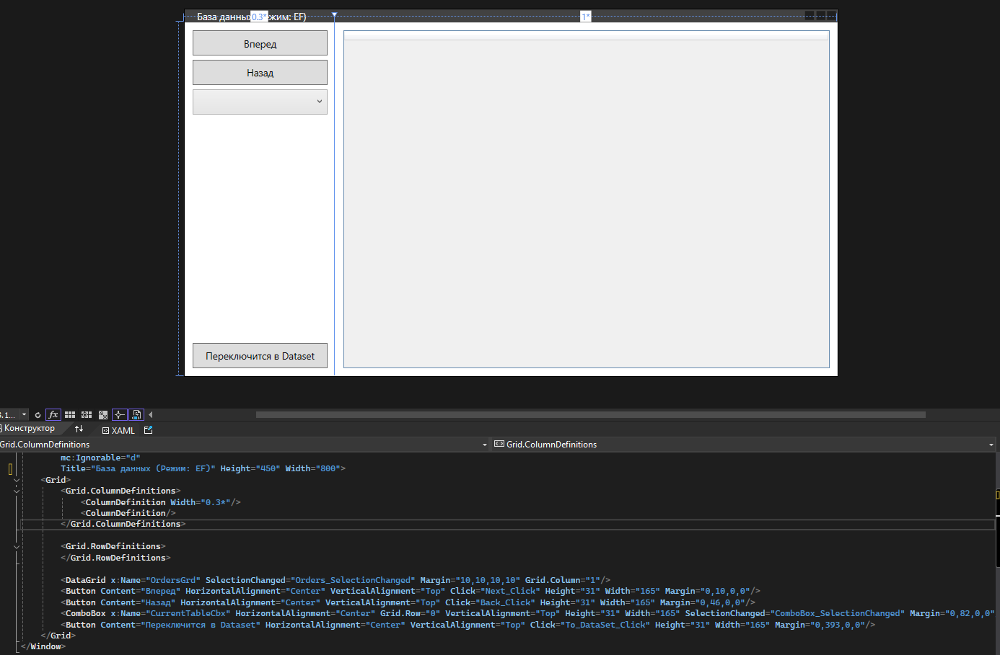 База данных
0.3*
жим: EF)
1*
Вперед
Назад
Переключится в Dataset
fx
Конструктор
XAML
Grid.ColumnDefinitions
Grid.ColumnDefinitions
mc:Ignorable="d"
Title="База данных (Режим: EF)" Height="450" Width="800">
<Grid>
<Grid.ColumnDefinitions>
<ColumnDefinition Width="0.3*"/>
<ColumnDefinition/>
</Grid.ColumnDefinitions>
<Grid.RowDefinitions>
</Grid.RowDefinitions>
<DataGrid x:Name="OrdersGrd" SelectionChanged="Orders_SelectionChanged" Margin="10,10,10,10" Grid.Column="1"/>
<Button Content="Вперед" HorizontalAlignment="Center" VerticalAlignment="Top" Click="Next_Click" Height="31" Width="165" Margin="0,10,0,0"/>
<Button Content="Назад" HorizontalAlignment="Center" VerticalAlignment="Top" Click="Back_Click" Height="31" Width="165" Margin="0,46,0,0"/>
<ComboBox x:Name="CurrentTableCbx" HorizontalAlignment="Center" Grid.Row="0" VerticalAlignment="Top" Height="31" Width="165" SelectionChanged="ComboBox_SelectionChanged" Margin="0,82,0,0"
<Button Content="Переключится в Dataset" HorizontalAlignment="Center" VerticalAlignment="Top" Click="To_DataSet_Click" Height="31" Width="165" Margin="0,393,0,0"/>
</Grid>
</Window>